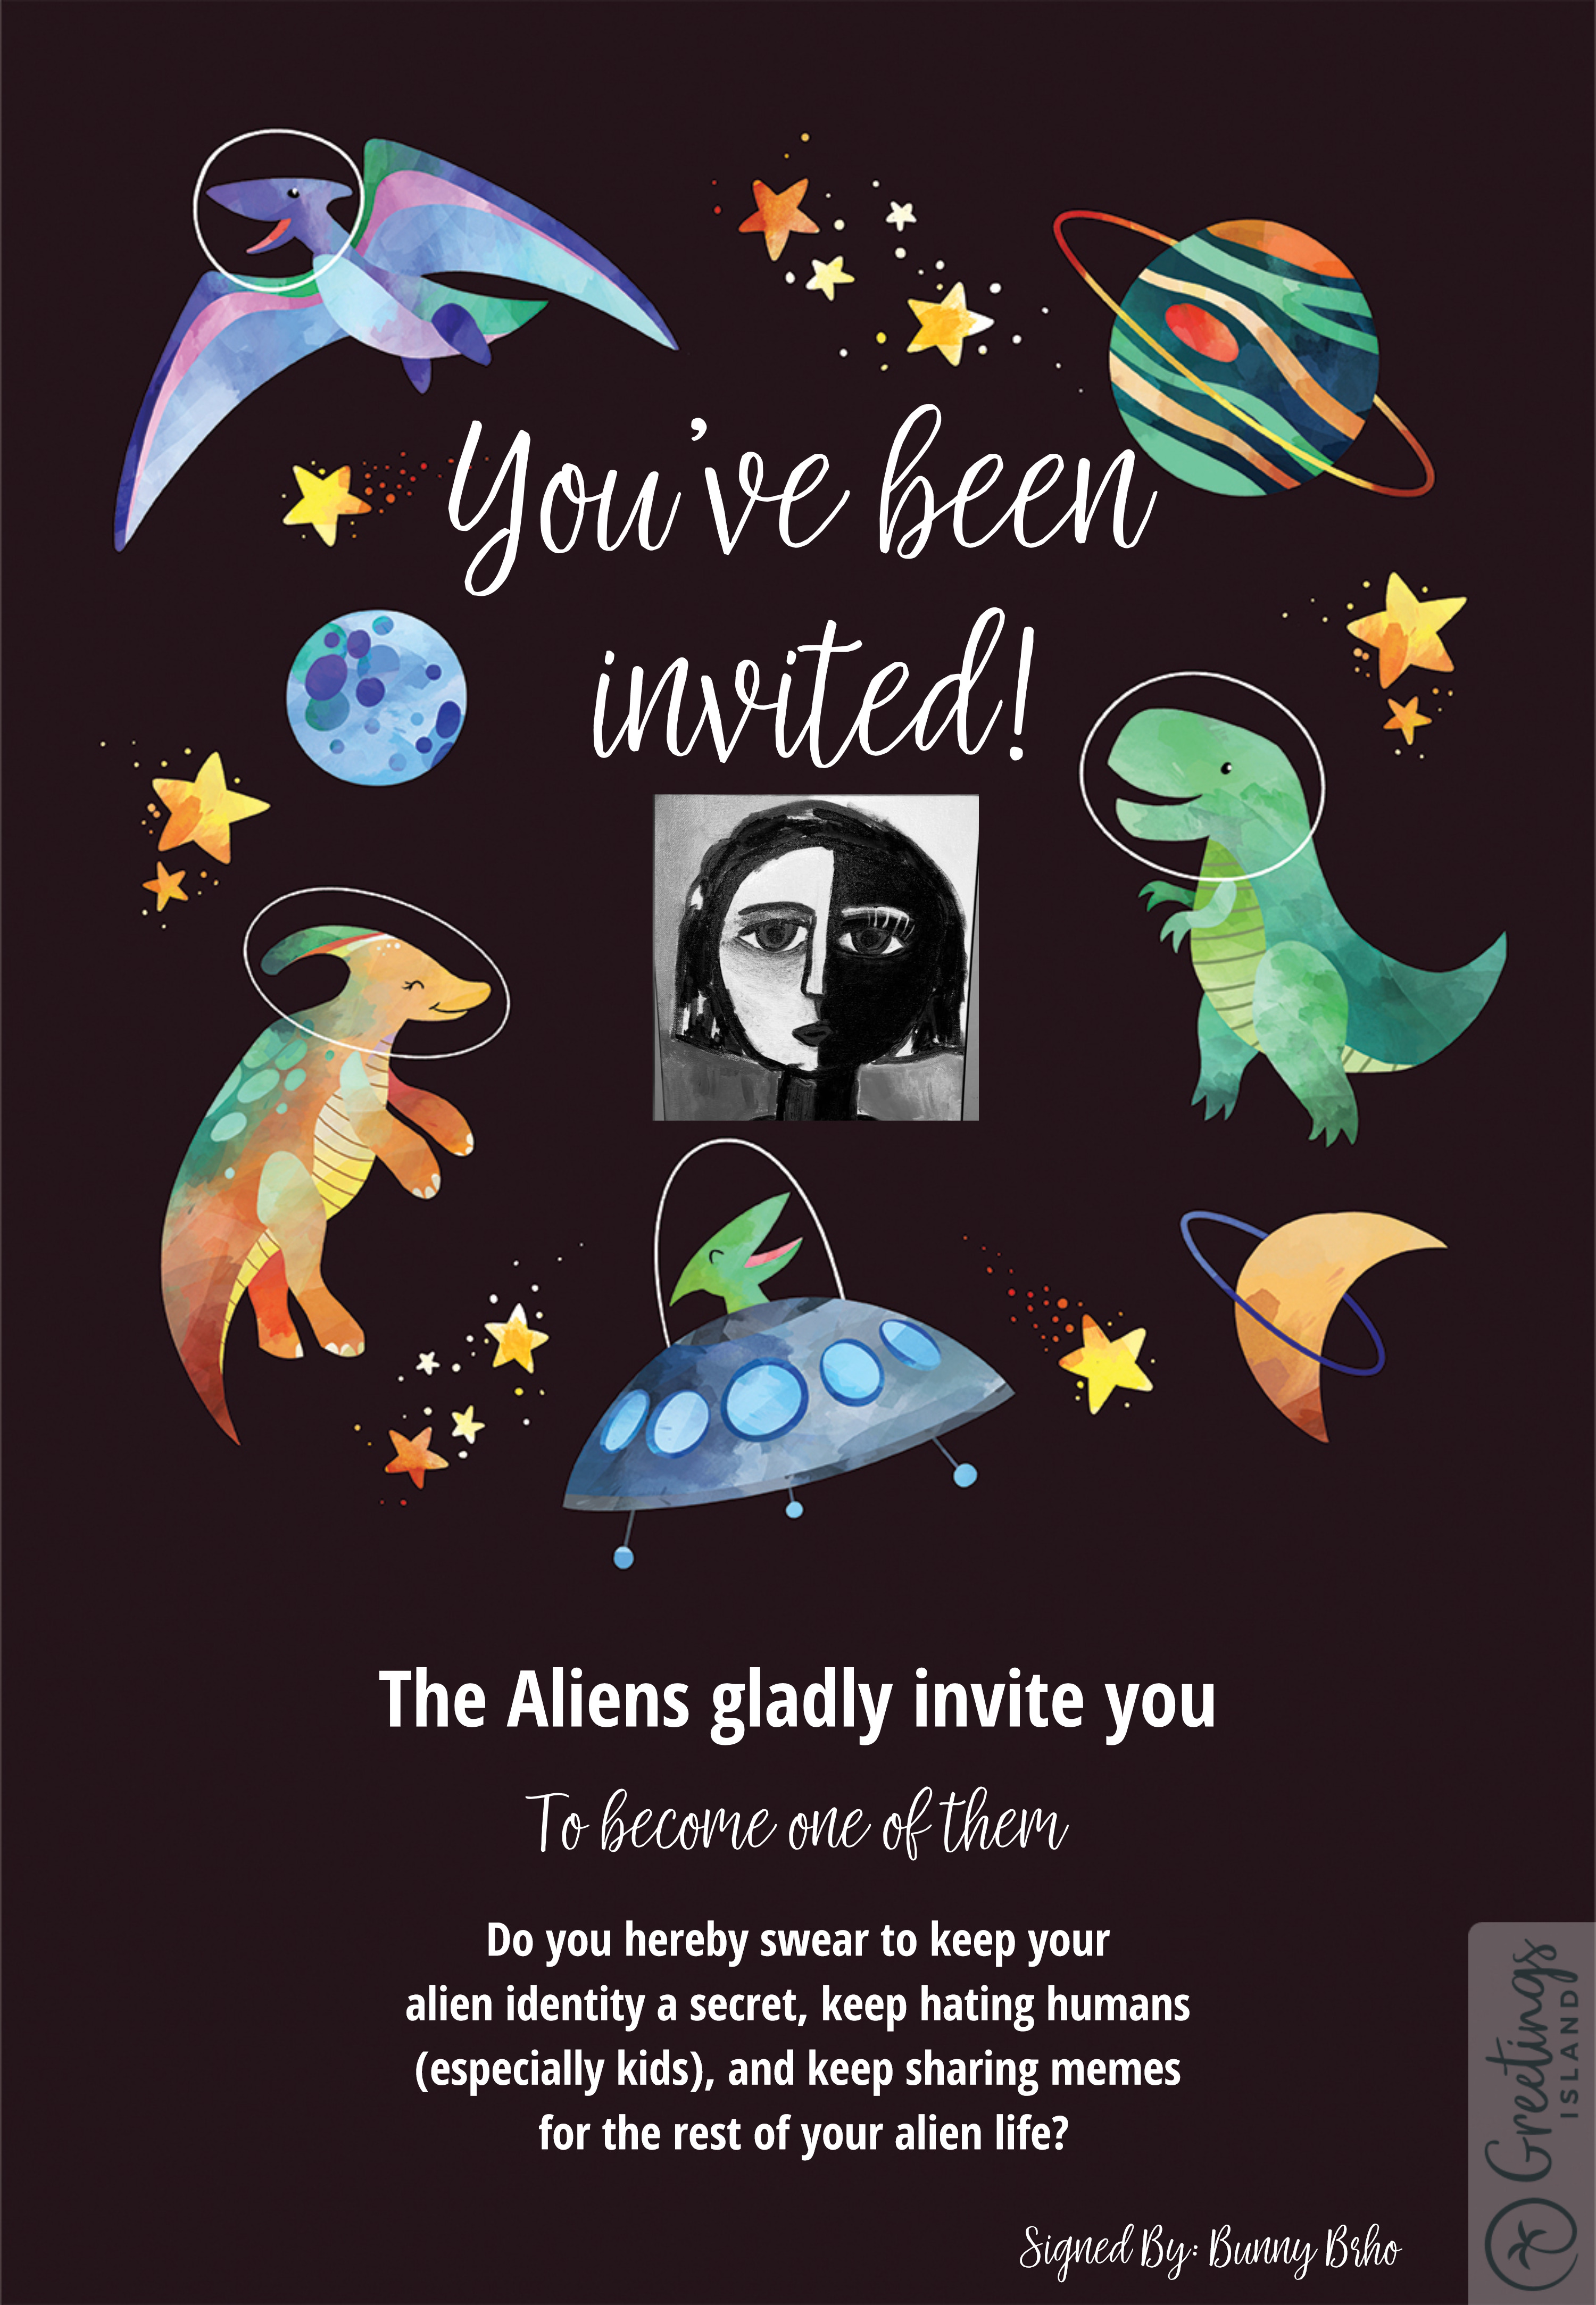 You've been
invited!
The Aliens gladly invite you
To become one of them
Do you hereby swear to keep your
alien identity a secret, keep hating humans
(especially kids), and keep sharing memes
for the rest of your alien life?
Signed By: Bunny Brho
Greetings
ISLAND